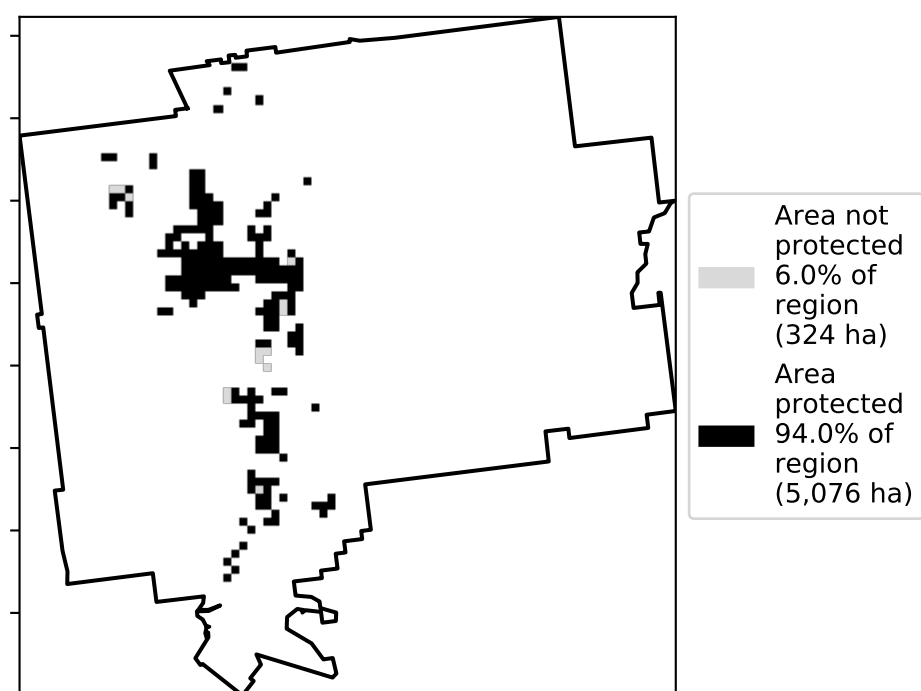 Area not
protected
6.0% of
region
(324 ha)
Area
protected
94.0% of
region
(5,076 ha)